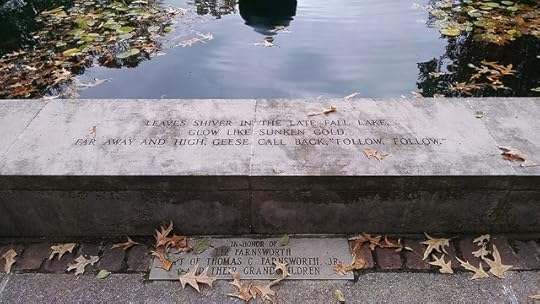 LEAVES SHIVER IN THE LATE FALL LAKE,
GLOW LIKE SUNKEN GOLD.
FAR AWAY AND HIGH, GEESE CALL BACK, "FOLLOW, FOLLOW."
IN HONOR OF
LIZ FARNSWORTH
OF THOMAS C. FARNSWORTH, JR.
THEIR GRANDCHILDREN